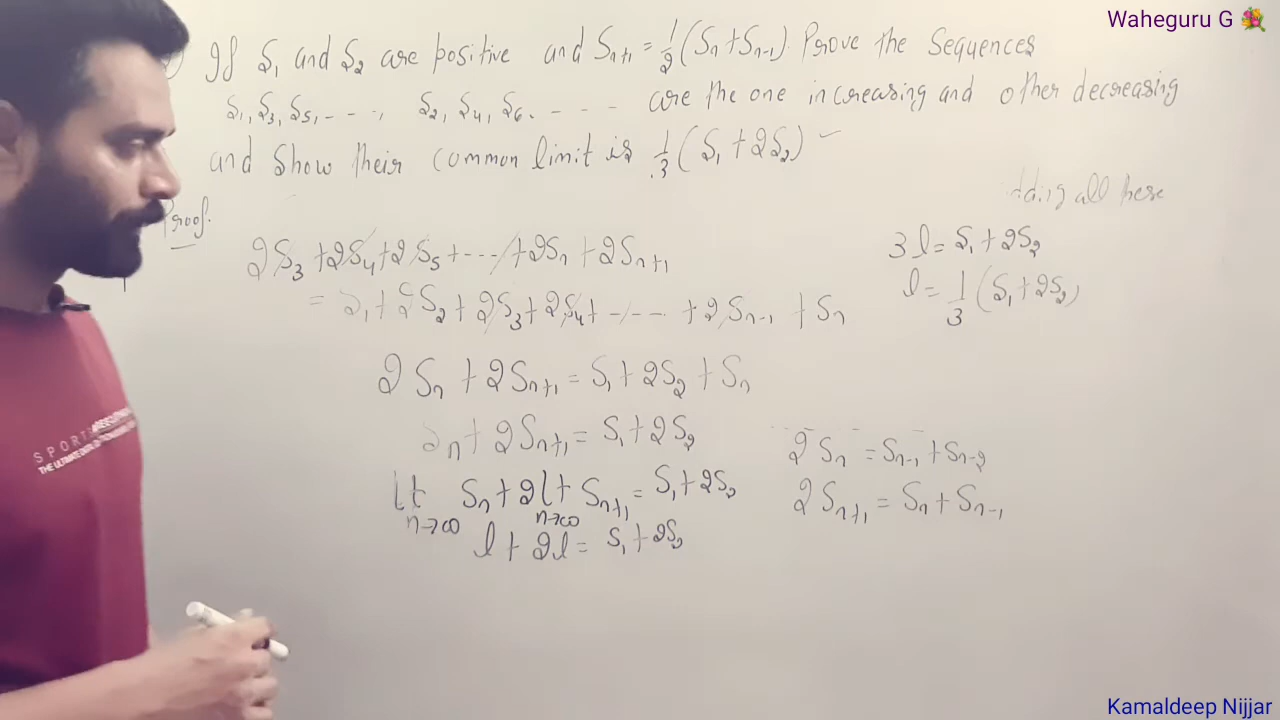 Waheguru G 💐
If S₁ and S₂ are positive and Sₙ₊₁ = 1/2 (Sₙ + Sₙ₋₁). Prove the Sequences
S₁, S₃, S₅, - - -, S₂, S₄, S₆. - - - - are the one increasing and other decreasing
and Show their Common limit is 1/3 (S₁ + 2S₂)
Proof.
2S₃ + 2S₄ + 2S₅ + --- + 2Sₙ + 2Sₙ₊₁
= S₁ + 2S₂ + 2S₃ + 2S₄ + --- + 2Sₙ₋₁ + Sₙ
2Sₙ + 2Sₙ₊₁ = S₁ + 2S₂ + Sₙ
Sₙ + 2Sₙ₊₁ = S₁ + 2S₂
lt n→∞ Sₙ + 2 lt n→∞ Sₙ₊₁ = S₁ + 2S₂
l + 2l = S₁ + 2S₂
dding all here
3l = S₁ + 2S₂
l = 1/3 (S₁ + 2S₂)
2Sₙ = Sₙ₋₁ + Sₙ₋₂
2Sₙ₊₁ = Sₙ + Sₙ₋₁
SPORT
Kamaldeep Nijjar